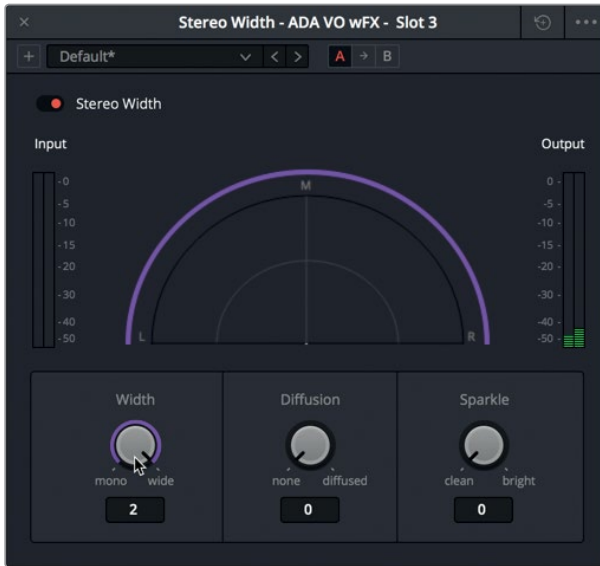 Stereo Width - ADA VO wFX - Slot 3
Default*
A
B
Stereo Width
Input
Output
-0
-5
-10
-15
-20
-30
-40
-50
M
L
R
0 -
-5 -
-10 -
-15 -
-20 -
-30 -
-40 -
-50 -
Width
Diffusion
Sparkle
mono
wide
none
diffused
clean
bright
2
0
0